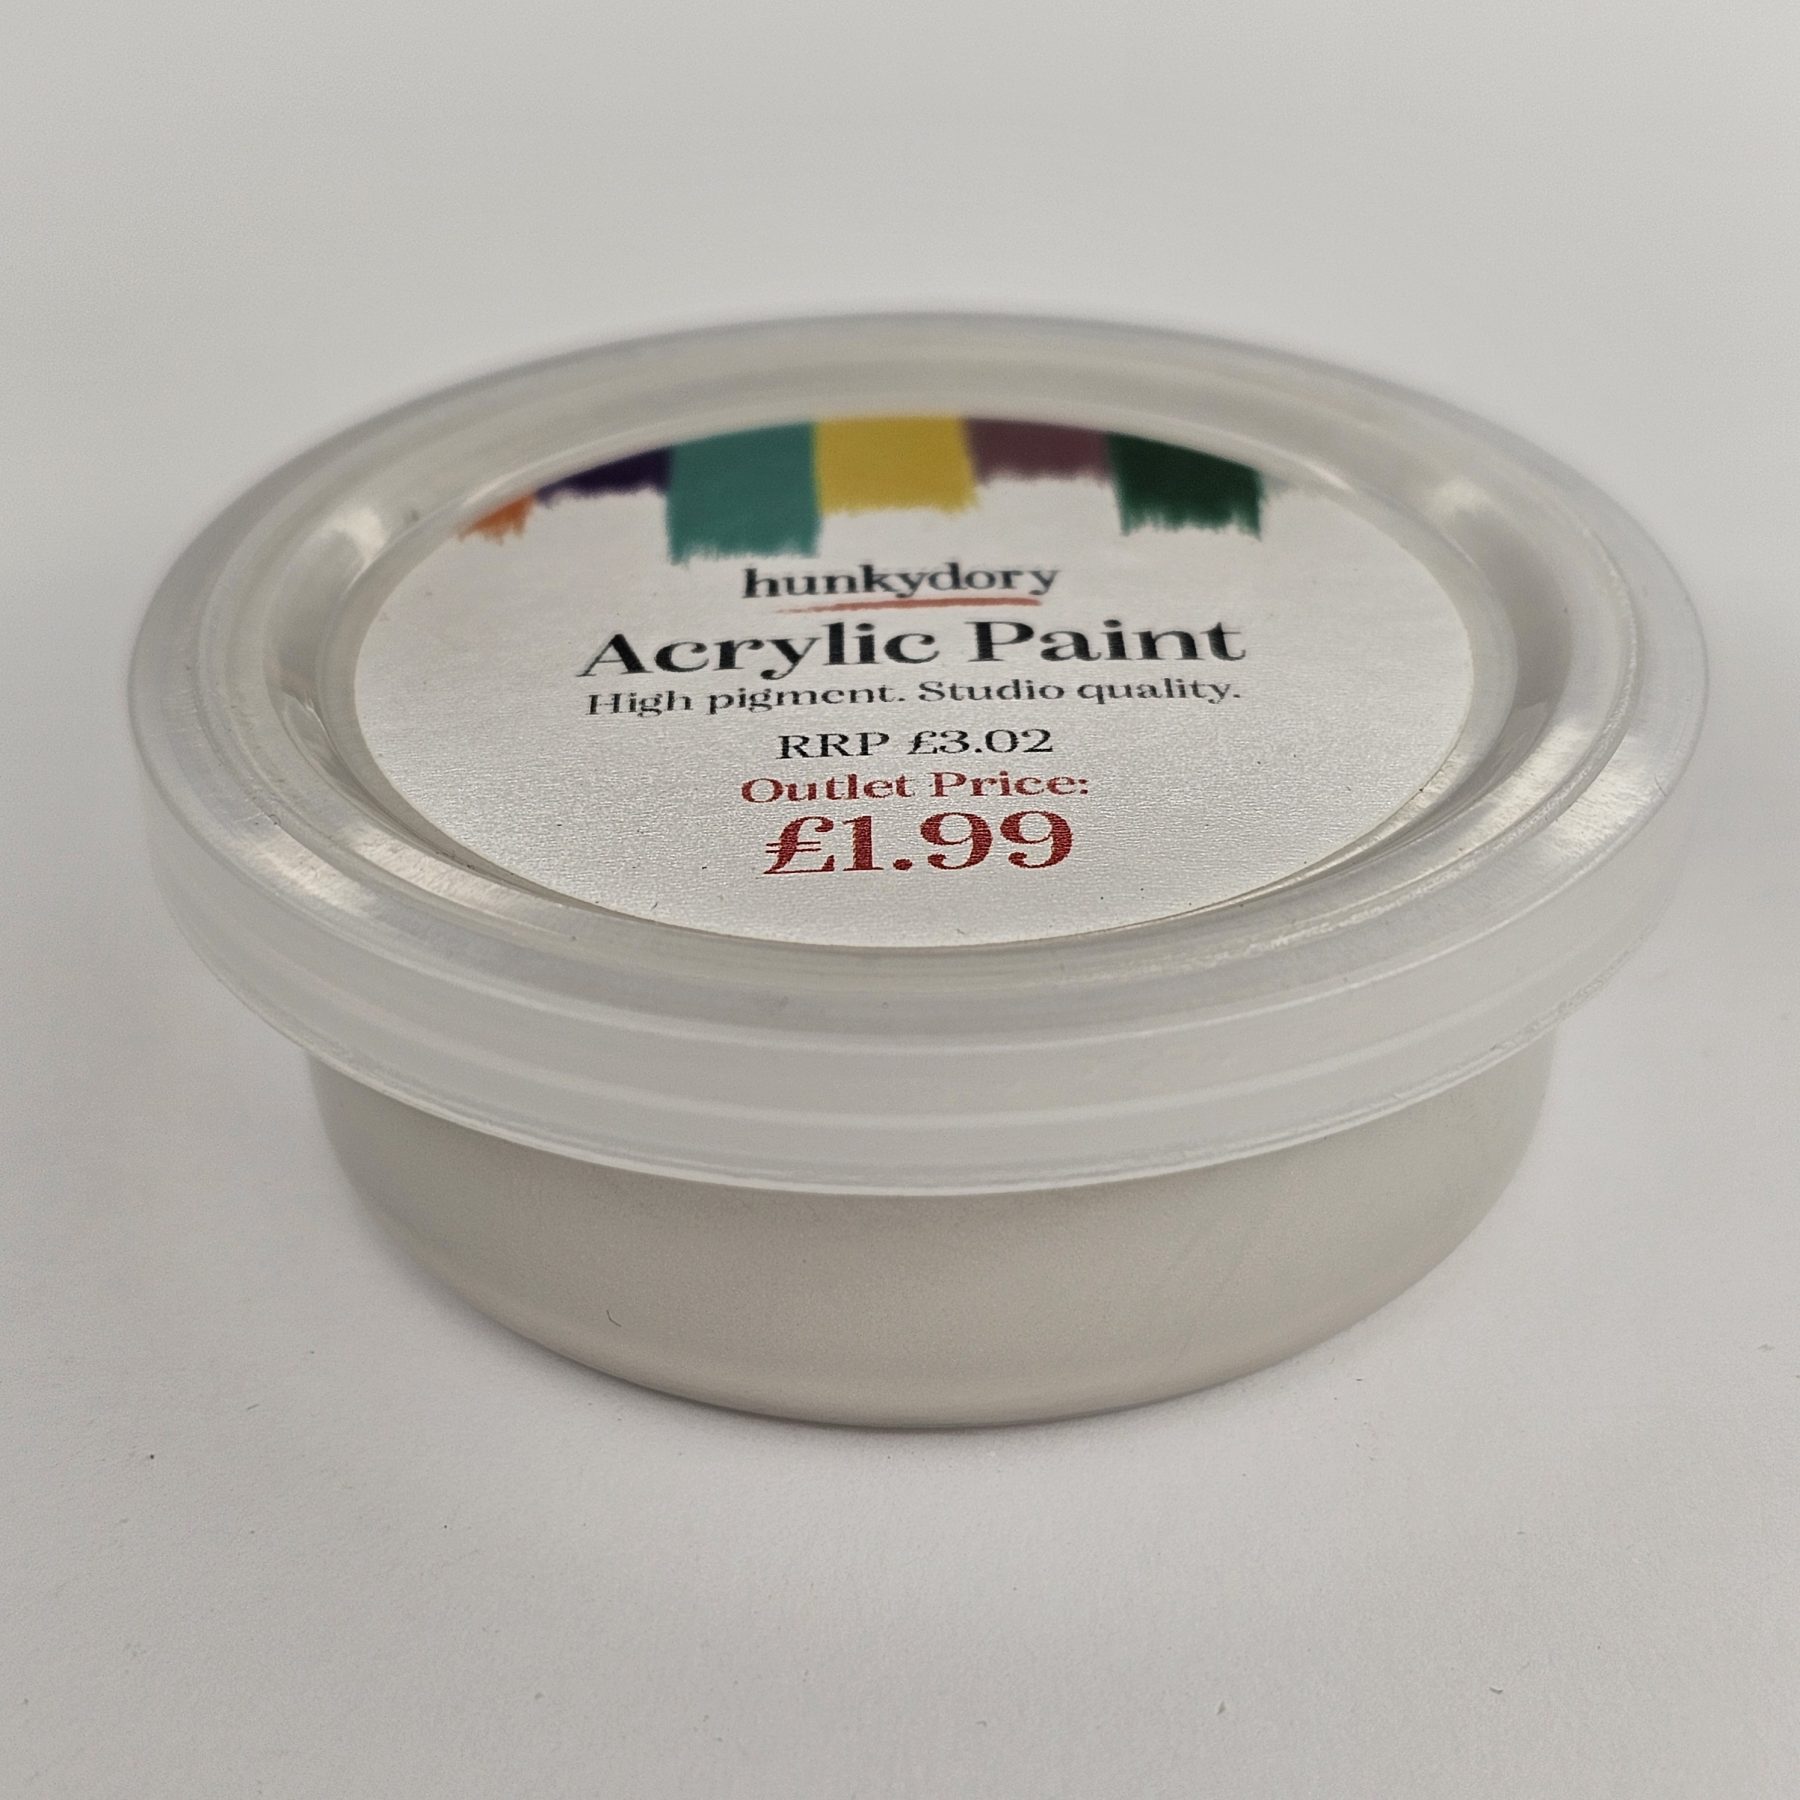 hunkydory
Acrylic Paint
High pigment. Studio quality.
RRP £3.02
Outlet Price:
£1.99